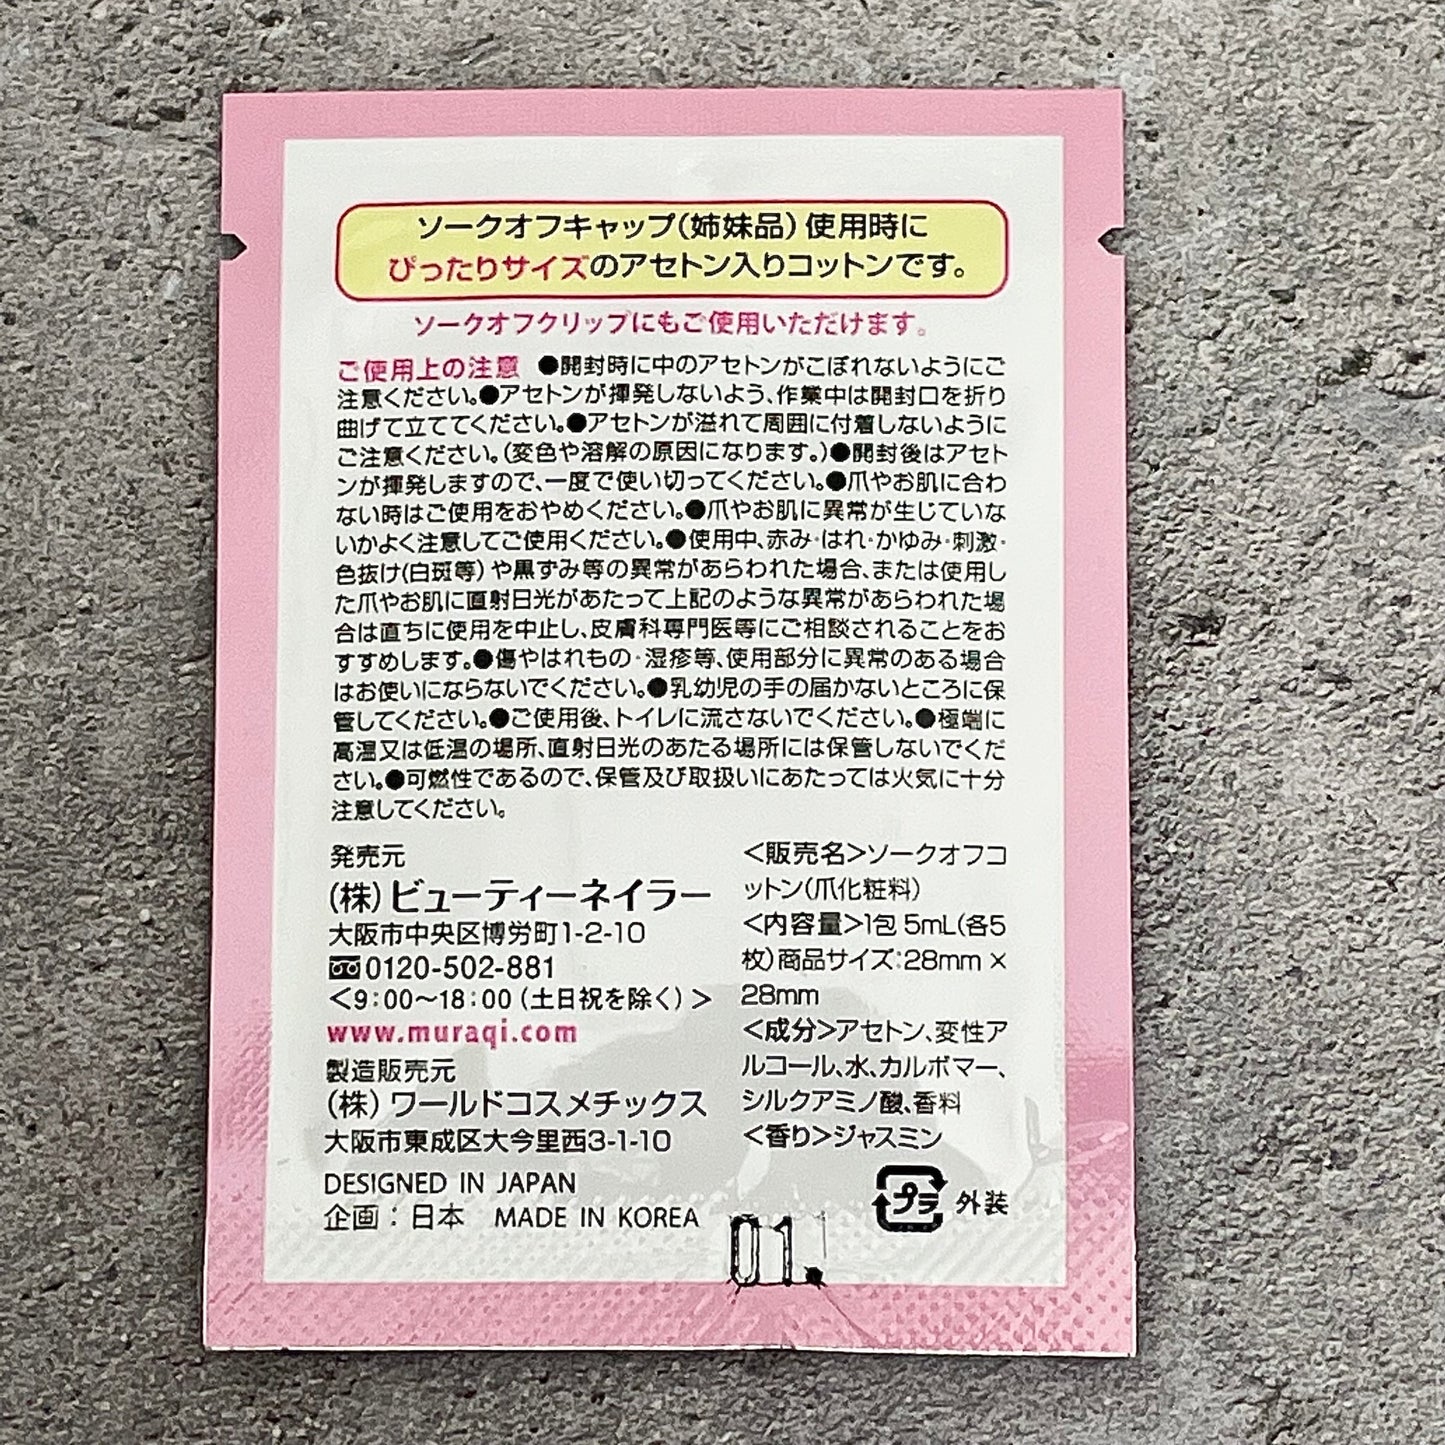 ソークオフキャップ(姉妹品)使用時に
ぴったりサイズのアセトン入りコットンです。
ソークオフクリップにもご使用いただけます。
ご使用上の注意 ●開封時に中のアセトンがこぼれないようにご
注意ください。●アセトンが揮発しないよう、作業中は開封口を折り
曲げて立ててください。●アセトンが溢れて周囲に付着しないように
ご注意ください。(変色や溶解の原因になります。)●開封後はアセト
ンが揮発しますので、一度で使い切ってください。●爪やお肌に合わ
ない時はご使用をおやめください。●爪やお肌に異常が生じていな
いかよく注意してご使用ください。●使用中、赤み・はれ・かゆみ・刺激・
色抜け(白斑等)や黒ずみ等の異常があらわれた場合、または使用し
た爪やお肌に直射日光があたって上記のような異常があらわれた場
合は直ちに使用を中止し、皮膚科専門医等にご相談されることをお
すすめします。●傷やはれもの・湿疹等、使用部分に異常のある場合
はお使いにならないでください。●乳幼児の手の届かないところに保
管してください。●ご使用後、トイレに流さないでください。●極端に
高温又は低温の場所、直射日光のあたる場所には保管しないでくだ
さい。●可燃性であるので、保管及び取扱いにあたっては火気に十分
注意してください。
発売元
(株)ビューティーネイラー
大阪市中央区博労町1-2-10
0120-502-881
<9:00〜18:00(土日祝を除く)>
www.muraqi.com
製造販売元
(株)ワールドコスメチックス
大阪市東成区大今里西3-1-10
DESIGNED IN JAPAN
企画:日本 MADE IN KOREA
<販売名>ソークオフコ
ットン(爪化粧料)
<内容量>1包 5mL(各5
枚)商品サイズ:28mm×
28mm
<成分>アセトン、変性ア
ルコール、水、カルボマー、
シルクアミノ酸、香料
<香り>ジャスミン
プラ 外装
01.